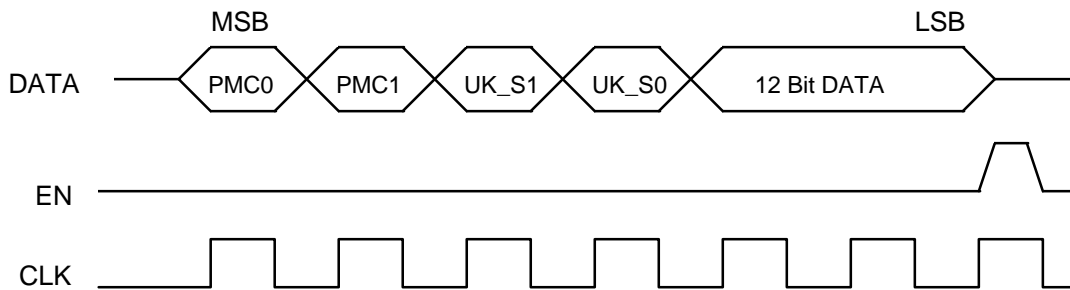 MSB LSB
DATA PMC0 PMC1 UK_S1 UK_S0 12 Bit DATA
EN
CLK